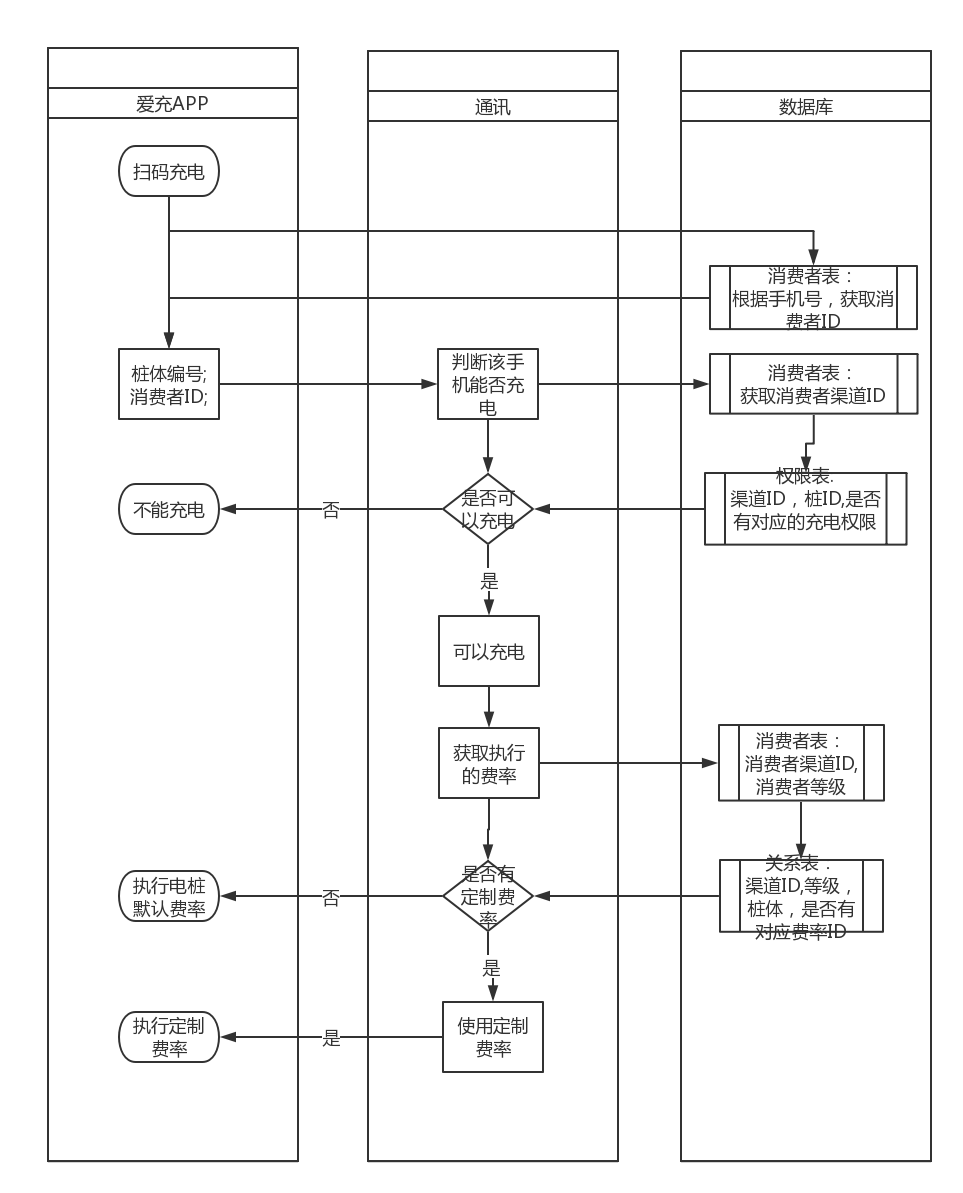 爱充APP
通讯
数据库
扫码充电
消费者表：
根据手机号，获取消
费者ID
桩体编号;
消费者ID;
判断该手
机能否充
电
消费者表：
获取消费者渠道ID
不能充电
否
是否可
以充电
权限表.
渠道ID，桩ID,是否
有对应的充电权限
是
可以充电
获取执行
的费率
消费者表：
消费者渠道ID,
消费者等级
执行电桩
默认费率
否
是否有
定制费
率
关系表：
渠道ID,等级，
桩体，是否有
对应费率ID
是
执行定制
费率
是
使用定制
费率